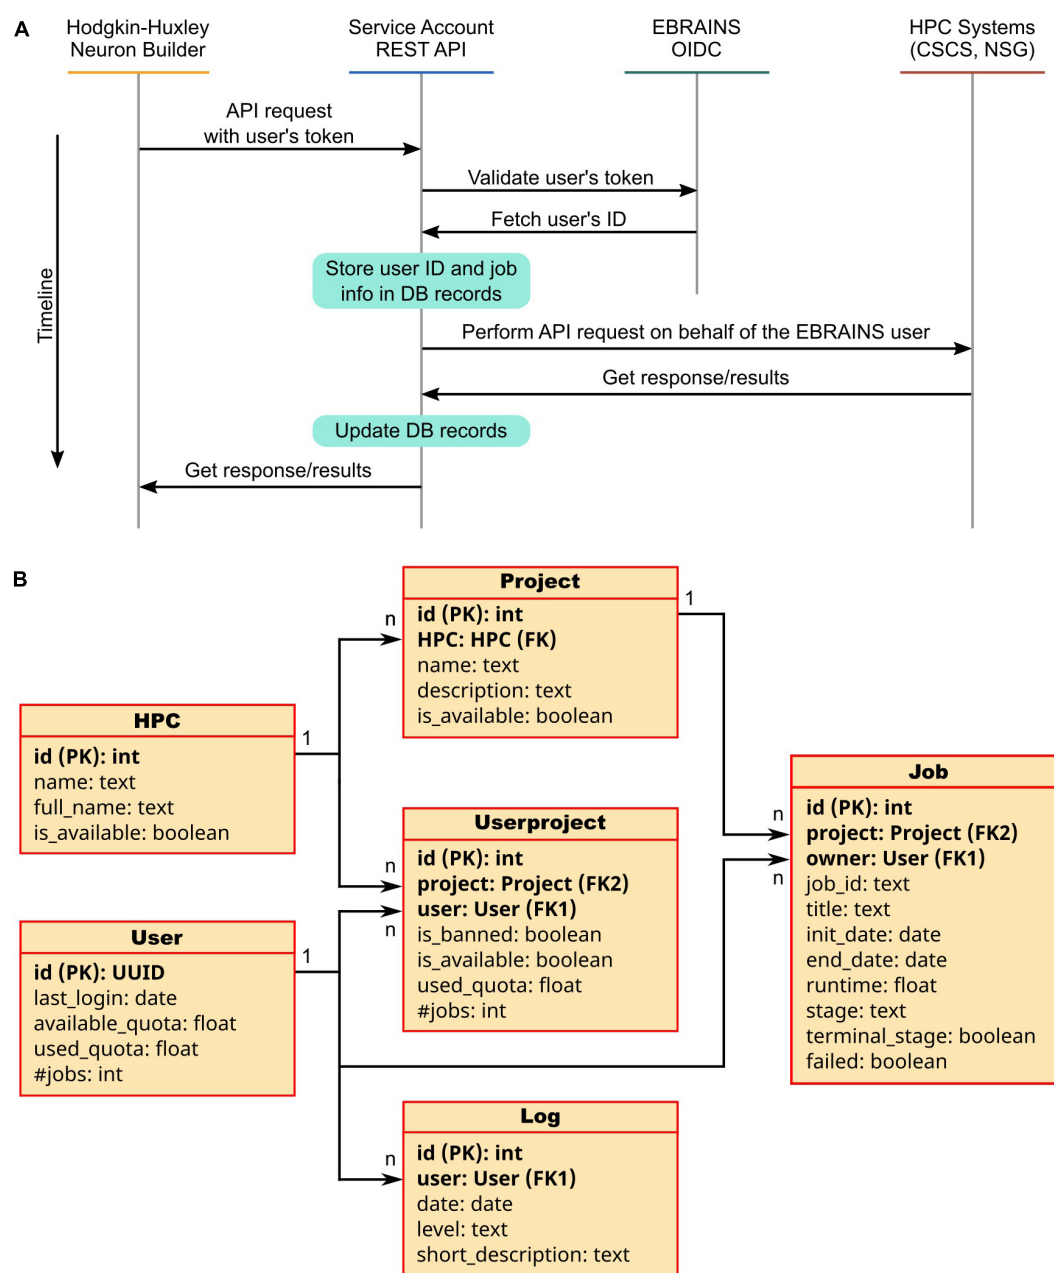 A
Hodgkin-Huxley
Neuron Builder
Service Account
REST API
EBRAINS
OIDC
HPC Systems
(CSCS, NSG)
Timeline
API request
with user's token
Validate user's token
Fetch user's ID
Store user ID and job
info in DB records
Perform API request on behalf of the EBRAINS user
Get response/results
Update DB records
Get response/results
B
Project
id (PK): int
HPC: HPC (FK)
name: text
description: text
is_available: boolean
1
n
HPC
id (PK): int
name: text
full_name: text
is_available: boolean
1
Userproject
id (PK): int
project: Project (FK2)
user: User (FK1)
is_banned: boolean
is_available: boolean
used_quota: float
#jobs: int
n
n
Job
id (PK): int
project: Project (FK2)
owner: User (FK1)
job_id: text
title: text
init_date: date
end_date: date
runtime: float
stage: text
terminal_stage: boolean
failed: boolean
n
n
User
id (PK): UUID
last_login: date
available_quota: float
used_quota: float
#jobs: int
1
Log
id (PK): int
user: User (FK1)
date: date
level: text
short_description: text
n